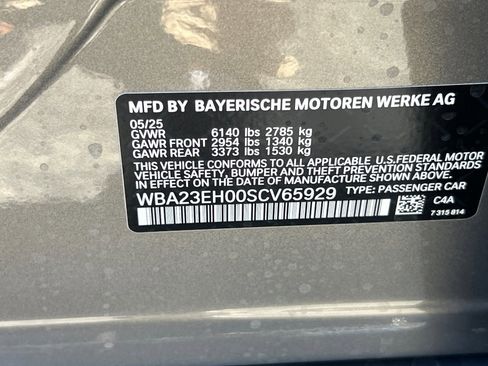 MFD BY BAYERISCHE MOTOREN WERKE AG
05/25
GVWR 6140 lbs 2785 kg
GAWR FRONT 2954 lbs 1340 kg
GAWR REAR 3373 lbs 1530 kg
THIS VEHICLE CONFORMS TO ALL APPLICABLE U.S.FEDERAL MOTOR
VEHICLE SAFETY, BUMPER AND THEFT PREVENTION STANDARDS
IN EFFECT ON THE DATE OF MANUFACTURE SHOWN ABOVE.
WBA23EH00SCV65929 TYPE: PASSENGER CAR
C4A
7 315 814